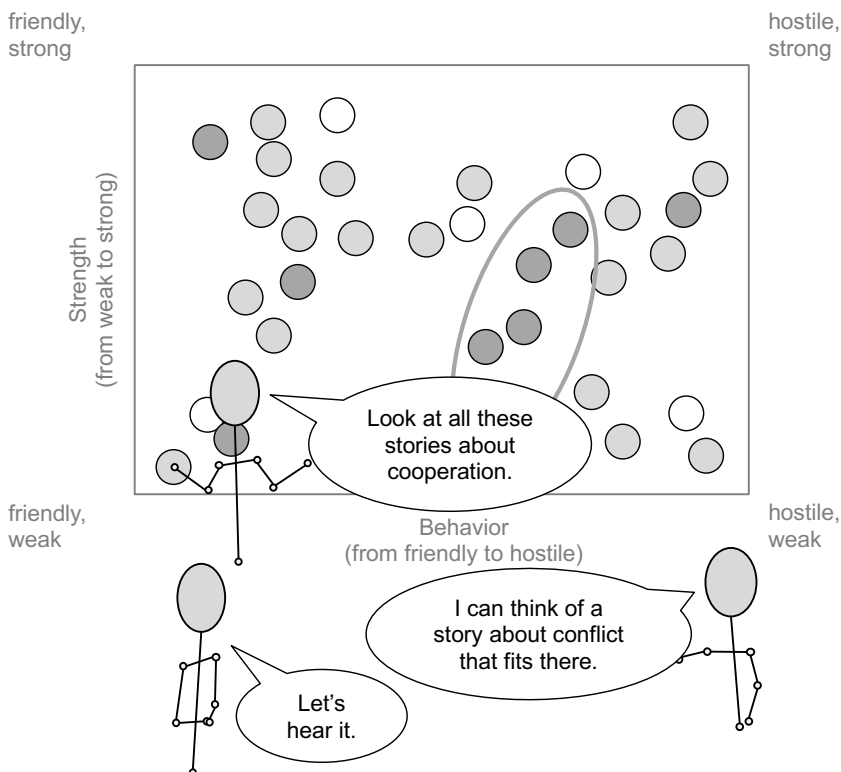 friendly,
strong
hostile,
strong
Strength
(from weak to strong)
Look at all these
stories about
cooperation.
friendly,
weak
Behavior
(from friendly to hostile)
hostile,
weak
I can think of a
story about conflict
that fits there.
Let's
hear it.